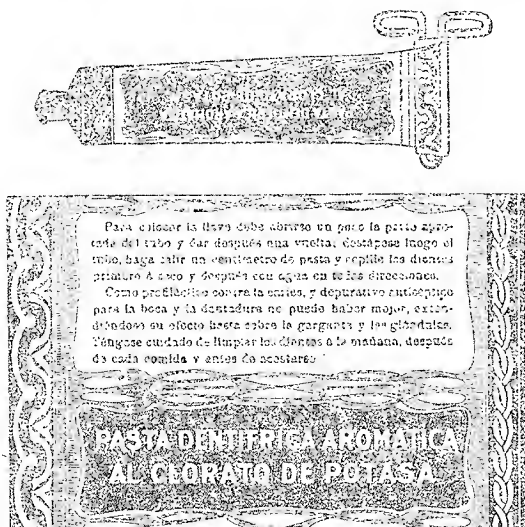 Para colocar la llave debe abrirse un poco la parte apre-
tada del tubo y dar después una vuelta; destápese luego el
tubo, haga salir un centímetro de pasta y cepille los dientes
primero á seco y después con agua en todas direcciones.
Como profiláctico contra la caries, y depurativo antiséptico
para la boca y la dentadura no puede haber mejor, exten-
diéndose su efecto hasta sobre la garganta y las glándulas.
Téngase cuidado de limpiar los dientes á la mañana, después
de cada comida y antes de acostarse
PASTA DENTIFRICA AROMATICA
AL CLORATO DE POTASA